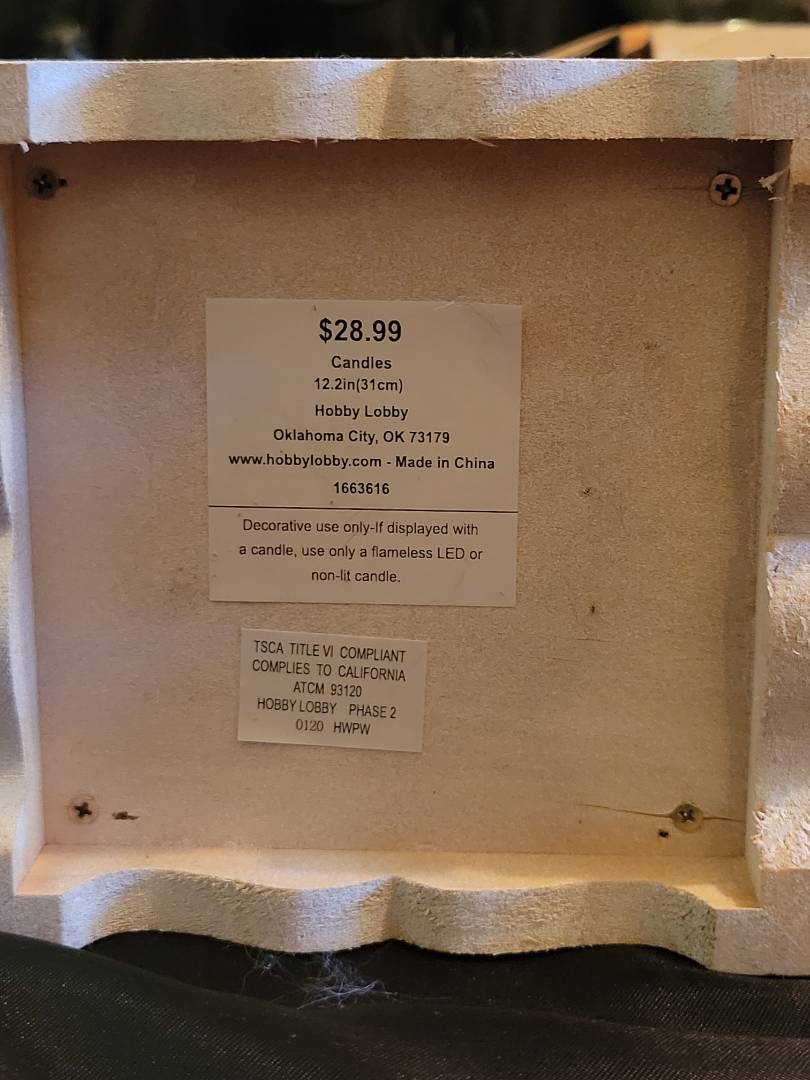 $28.99
Candles
12.2in(31cm)
Hobby Lobby
Oklahoma City, OK 73179
www.hobbylobby.com - Made in China
1663616
Decorative use only-If displayed with
a candle, use only a flameless LED or
non-lit candle.
TSCA TITLE VI COMPLIANT
COMPLIES TO CALIFORNIA
ATCM 93120
HOBBY LOBBY PHASE 2
0120 HWPW